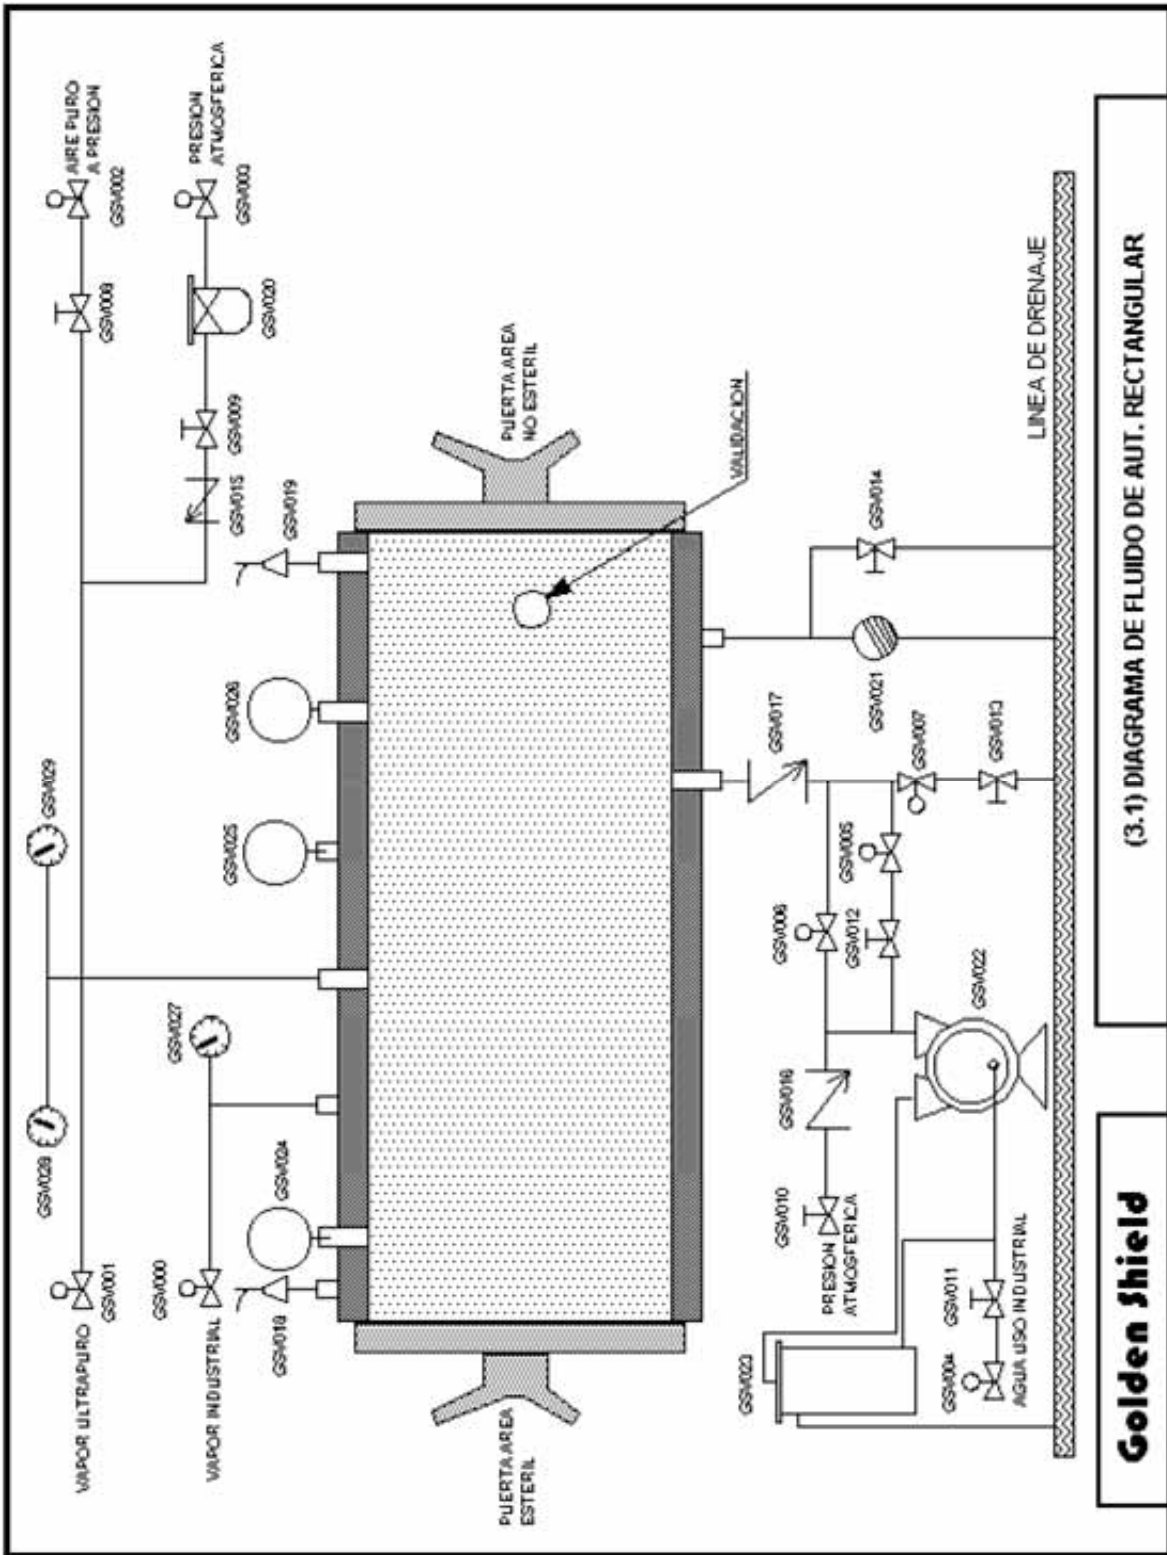 AIRE PURO
A PRESION
GSV002
GSV008
PRESION
ATMOSFERICA
GSV003
GSV020
GSV009
GSV015
GSV019
GSV026
GSV025
GSV029
GSV028
GSV027
GSV001
VAPOR ULTRAPURO
GSV000
VAPOR INDUSTRIAL
GSV024
GSV018
PUERTA AREA
NO ESTERIL
VALIDACION
PUERTA AREA
ESTERIL
GSV014
GSV021
GSV017
GSV007
GSV013
GSV005
GSV006
GSV012
GSV022
GSV016
GSV010
PRESION
ATMOSFERICA
GSV011
GSV004
AGUA USO INDUSTRIAL
GSV023
LINEA DE DRENAJE
Golden Shield
(3.1) DIAGRAMA DE FLUIDO DE AUT. RECTANGULAR